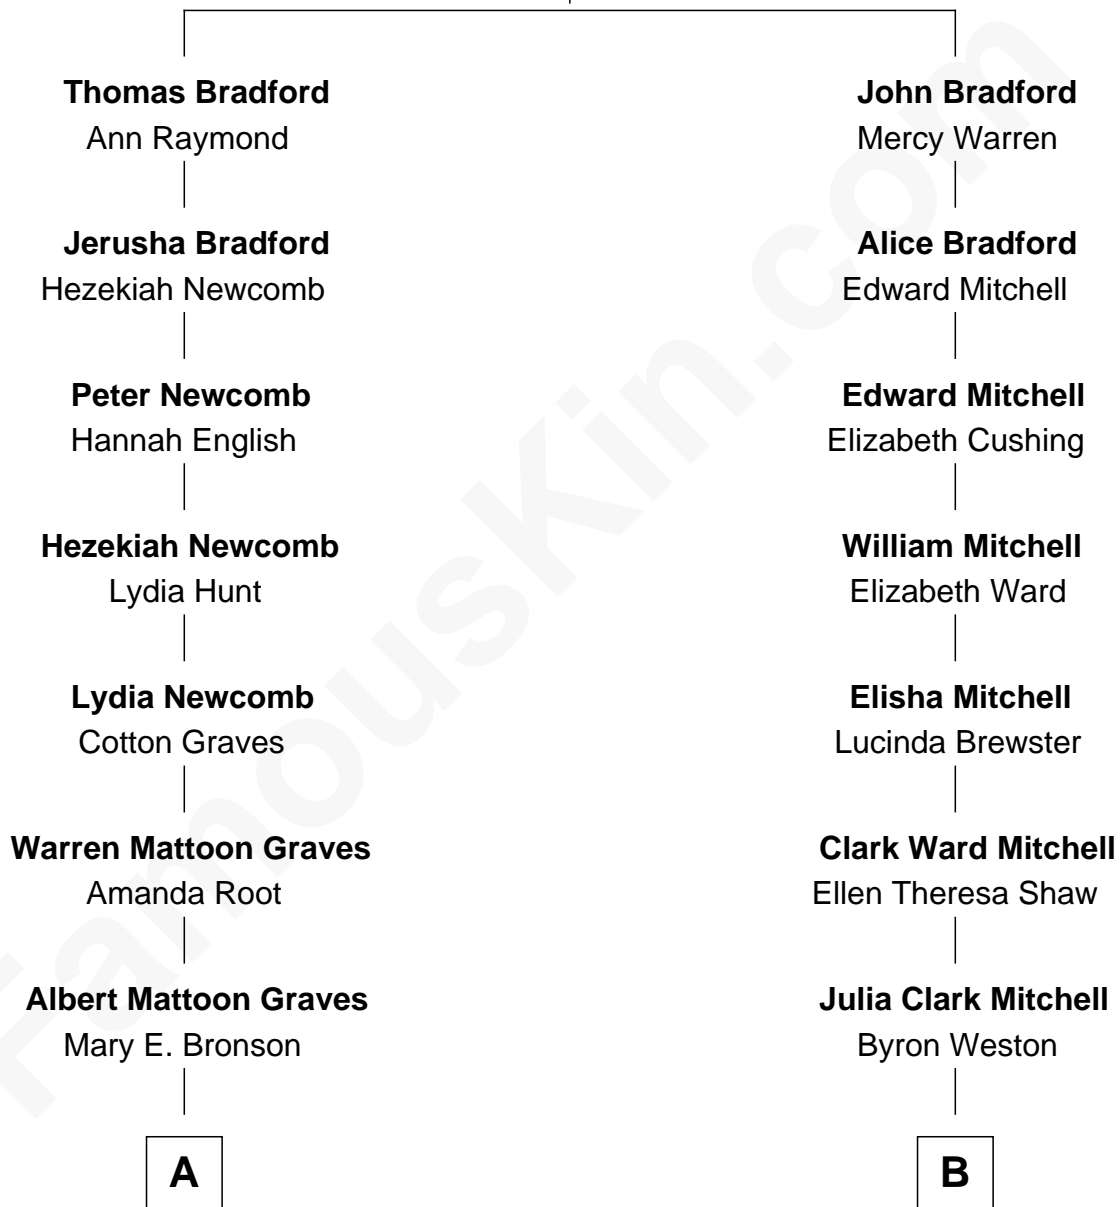 Thomas Bradford
Ann Raymond
Jerusha Bradford
Hezekiah Newcomb
Peter Newcomb
Hannah English
Hezekiah Newcomb
Lydia Hunt
Lydia Newcomb
Cotton Graves
Warren Mattoon Graves
Amanda Root
Albert Mattoon Graves
Mary E. Bronson
A
John Bradford
Mercy Warren
Alice Bradford
Edward Mitchell
Edward Mitchell
Elizabeth Cushing
William Mitchell
Elizabeth Ward
Elisha Mitchell
Lucinda Brewster
Clark Ward Mitchell
Ellen Theresa Shaw
Julia Clark Mitchell
Byron Weston
B
FamousKin.com